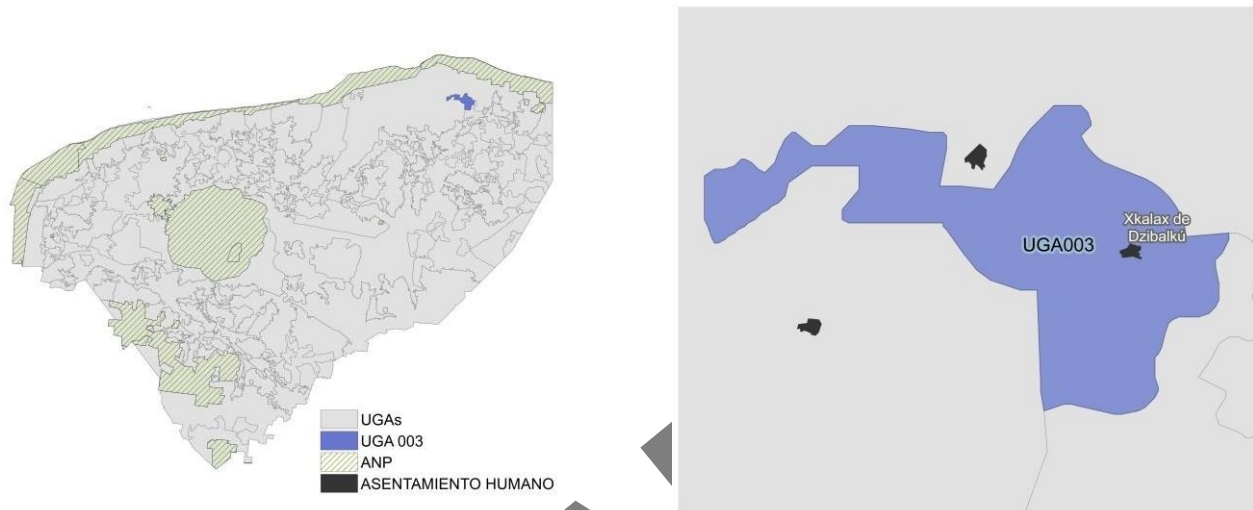 UGAs
UGA 003
ANP
ASENTAMIENTO HUMANO
Xkalax de
Dzibalkú
UGA003